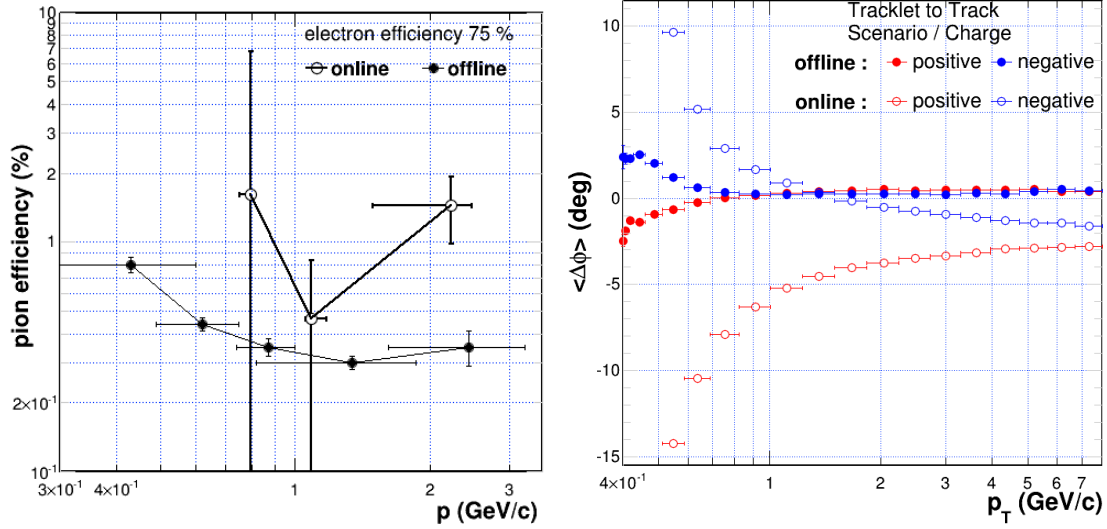 electron efficiency 75 %
online offline
pion efficiency (%)
10
9
8
7
6
5
4
3
2
1
2×10⁻¹
10⁻¹
3×10⁻¹ 4×10⁻¹ 1 2 3
p (GeV/c)
Tracklet to Track
Scenario / Charge
offline : positive negative
online : positive negative
<Δϕ> (deg)
10
5
0
-5
-10
-15
4×10⁻¹ 1 2 3 4 5 6 7
p_T (GeV/c)